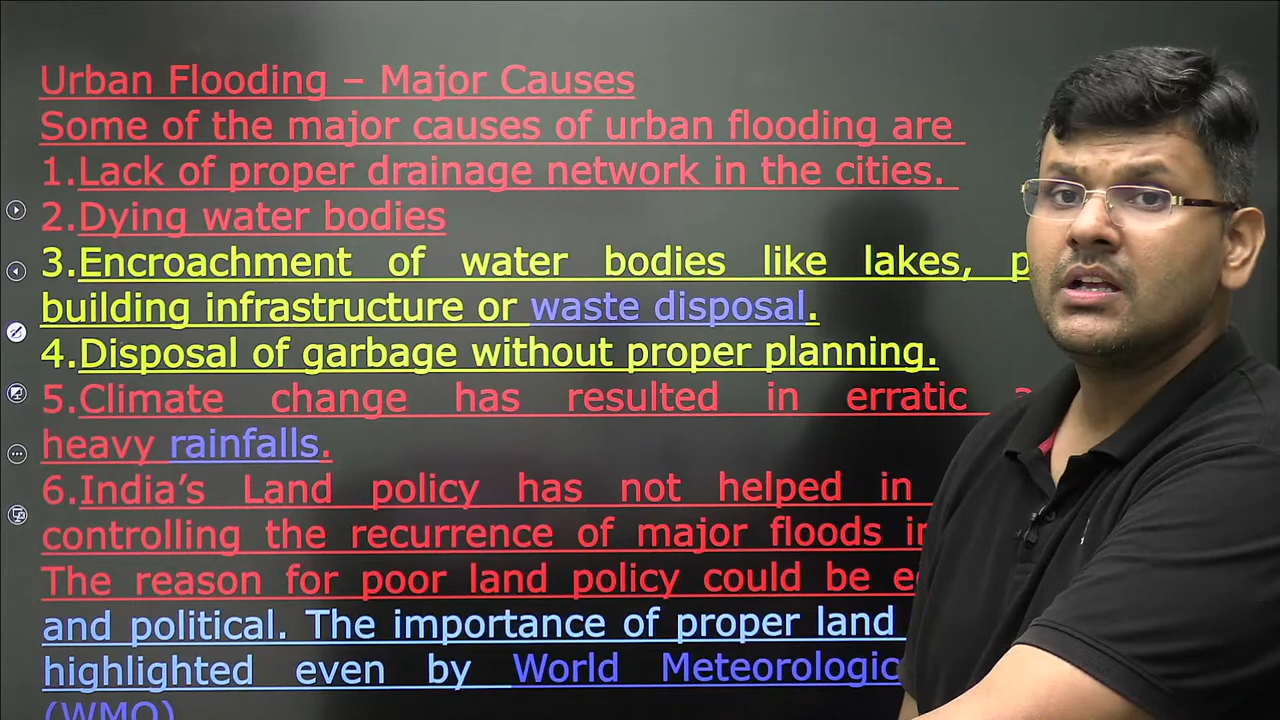 Urban Flooding – Major Causes
Some of the major causes of urban flooding are
1.Lack of proper drainage network in the cities.
2.Dying water bodies
3.Encroachment of water bodies like lakes,
building infrastructure or waste disposal.
4.Disposal of garbage without proper planning.
5.Climate change has resulted in erratic
heavy rainfalls.
6.India’s Land policy has not helped in
controlling the recurrence of major floods
The reason for poor land policy could be
and political. The importance of proper land
highlighted even by World
(WMO)